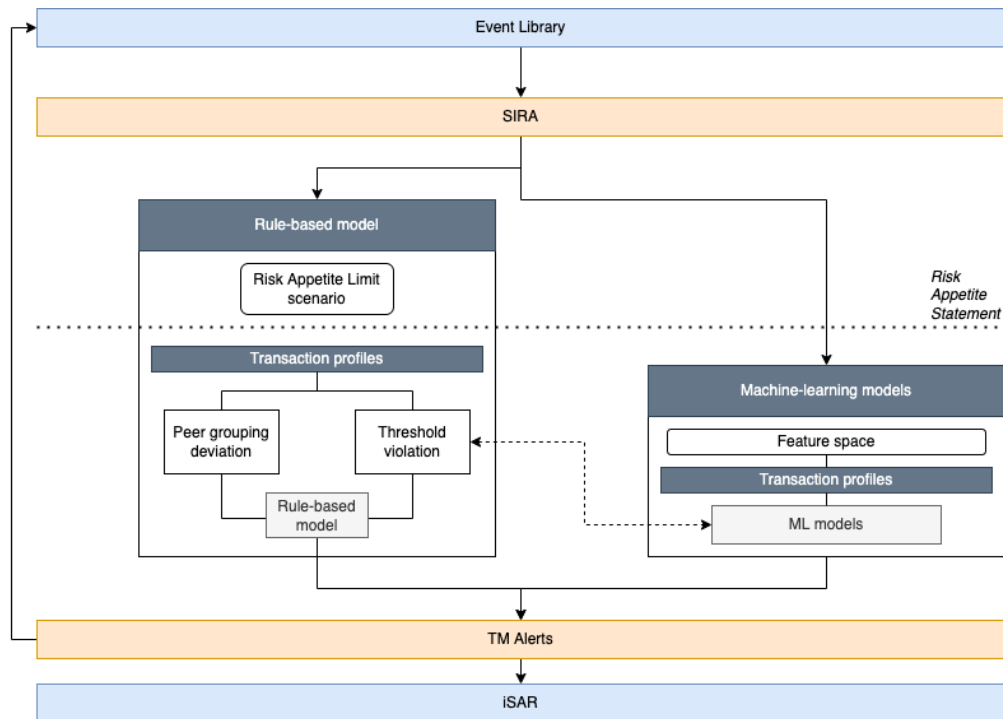 Event Library
SIRA
Rule-based model
Risk Appetite Limit
scenario
Risk
Appetite
Statement
Transaction profiles
Machine-learning models
Peer grouping
deviation
Threshold
violation
Feature space
Transaction profiles
Rule-based
model
ML models
TM Alerts
iSAR